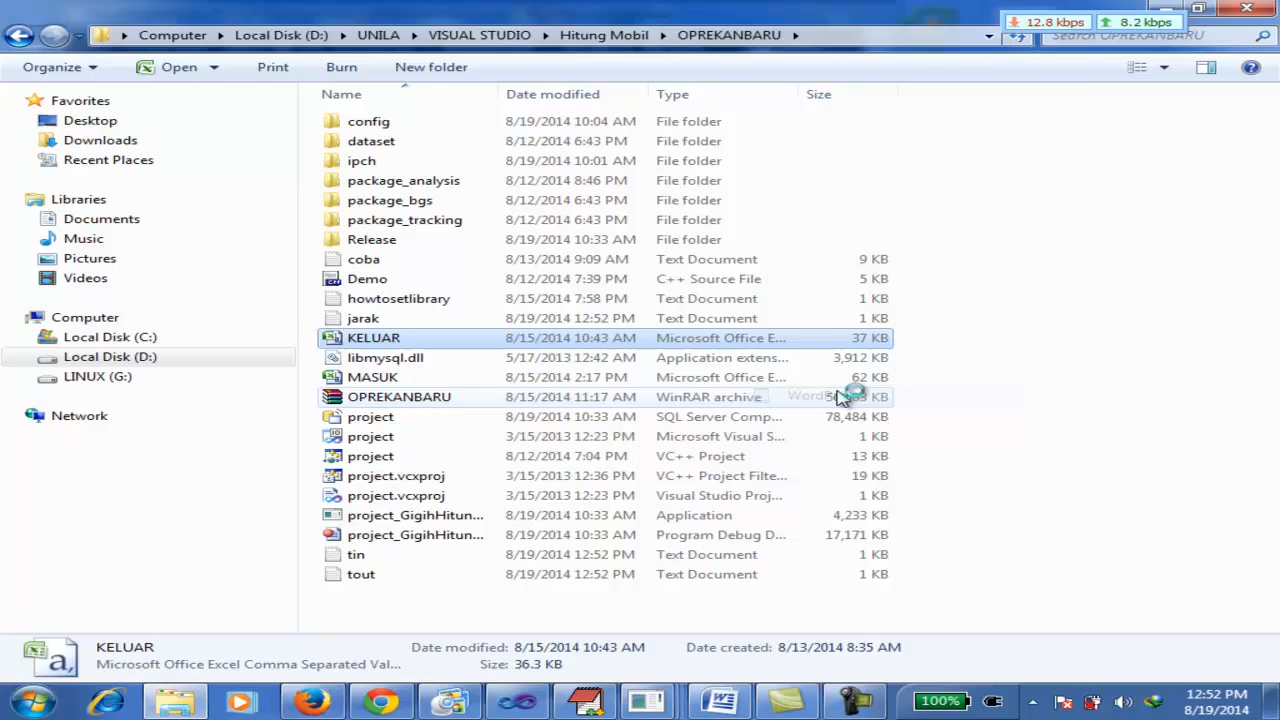 12.8 kbps 8.2 kbps
Computer Local Disk (D:) UNILA VISUAL STUDIO Hitung Mobil OPREKANBARU Search OPREKANBARU
Organize Open Print Burn New folder
Name Date modified Type Size
Favorites
Desktop
Downloads
Recent Places
Libraries
Documents
Music
Pictures
Videos
Computer
Local Disk (C:)
Local Disk (D:)
LINUX (G:)
Network
config 8/19/2014 10:04 AM File folder
dataset 8/12/2014 6:43 PM File folder
ipch 8/19/2014 10:01 AM File folder
package_analysis 8/12/2014 8:46 PM File folder
package_bgs 8/12/2014 6:43 PM File folder
package_tracking 8/12/2014 6:43 PM File folder
Release 8/19/2014 10:33 AM File folder
coba 8/13/2014 9:09 AM Text Document 9 KB
Demo 8/12/2014 7:39 PM C++ Source File 5 KB
howtosetlibrary 8/15/2014 7:58 PM Text Document 1 KB
jarak 8/19/2014 12:52 PM Text Document 1 KB
KELUAR 8/15/2014 10:43 AM Microsoft Office E... 37 KB
libmysql.dll 5/17/2013 12:42 AM Application extens... 3,912 KB
MASUK 8/15/2014 2:17 PM Microsoft Office E... 62 KB
OPREKANBARU 8/15/2014 11:17 AM WinRAR archive KB
project 8/19/2014 10:33 AM SQL Server Comp... 78,484 KB
project 3/15/2013 12:23 PM Microsoft Visual S... 1 KB
project 8/12/2014 7:04 PM VC++ Project 13 KB
project.vcxproj 3/15/2013 12:36 PM VC++ Project Filte... 19 KB
project.vcxproj 3/15/2013 12:23 PM Visual Studio Proj... 1 KB
project_GigihHitun... 8/19/2014 10:33 AM Application 4,233 KB
project_GigihHitun... 8/19/2014 10:33 AM Program Debug D... 17,171 KB
tin 8/19/2014 12:52 PM Text Document 1 KB
tout 8/19/2014 12:52 PM Text Document 1 KB
KELUAR Date modified: 8/15/2014 10:43 AM Date created: 8/13/2014 8:35 AM
Microsoft Office Excel Comma Separated Val... Size: 36.3 KB
100% 12:52 PM
8/19/2014